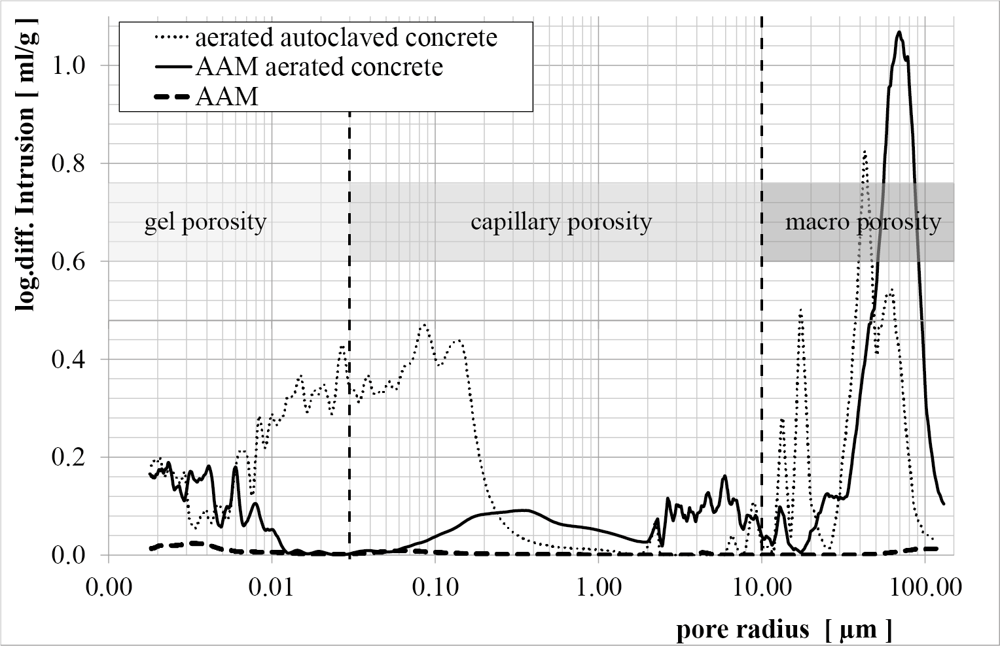 log.diff. Intrusion [ ml/g ]
aerated autoclaved concrete
AAM aerated concrete
AAM
1.0
0.8
0.6
0.4
0.2
0.0
gel porosity
capillary porosity
macro porosity
0.00 0.01 0.10 1.00 10.00 100.00
pore radius [ µm ]